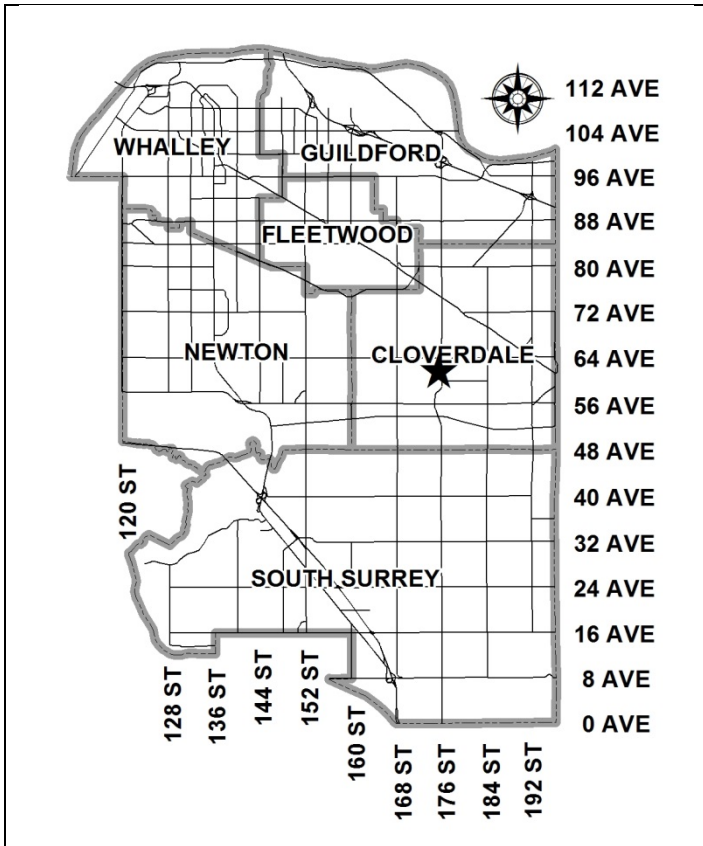 112 AVE
104 AVE
WHALLEY
GUILDFORD
96 AVE
88 AVE
FLEETWOOD
80 AVE
72 AVE
NEWTON
CLOVERDALE
64 AVE
56 AVE
48 AVE
120 ST
40 AVE
32 AVE
SOUTH SURREY
24 AVE
16 AVE
8 AVE
0 AVE
128 ST
136 ST
144 ST
152 ST
160 ST
168 ST
176 ST
184 ST
192 ST